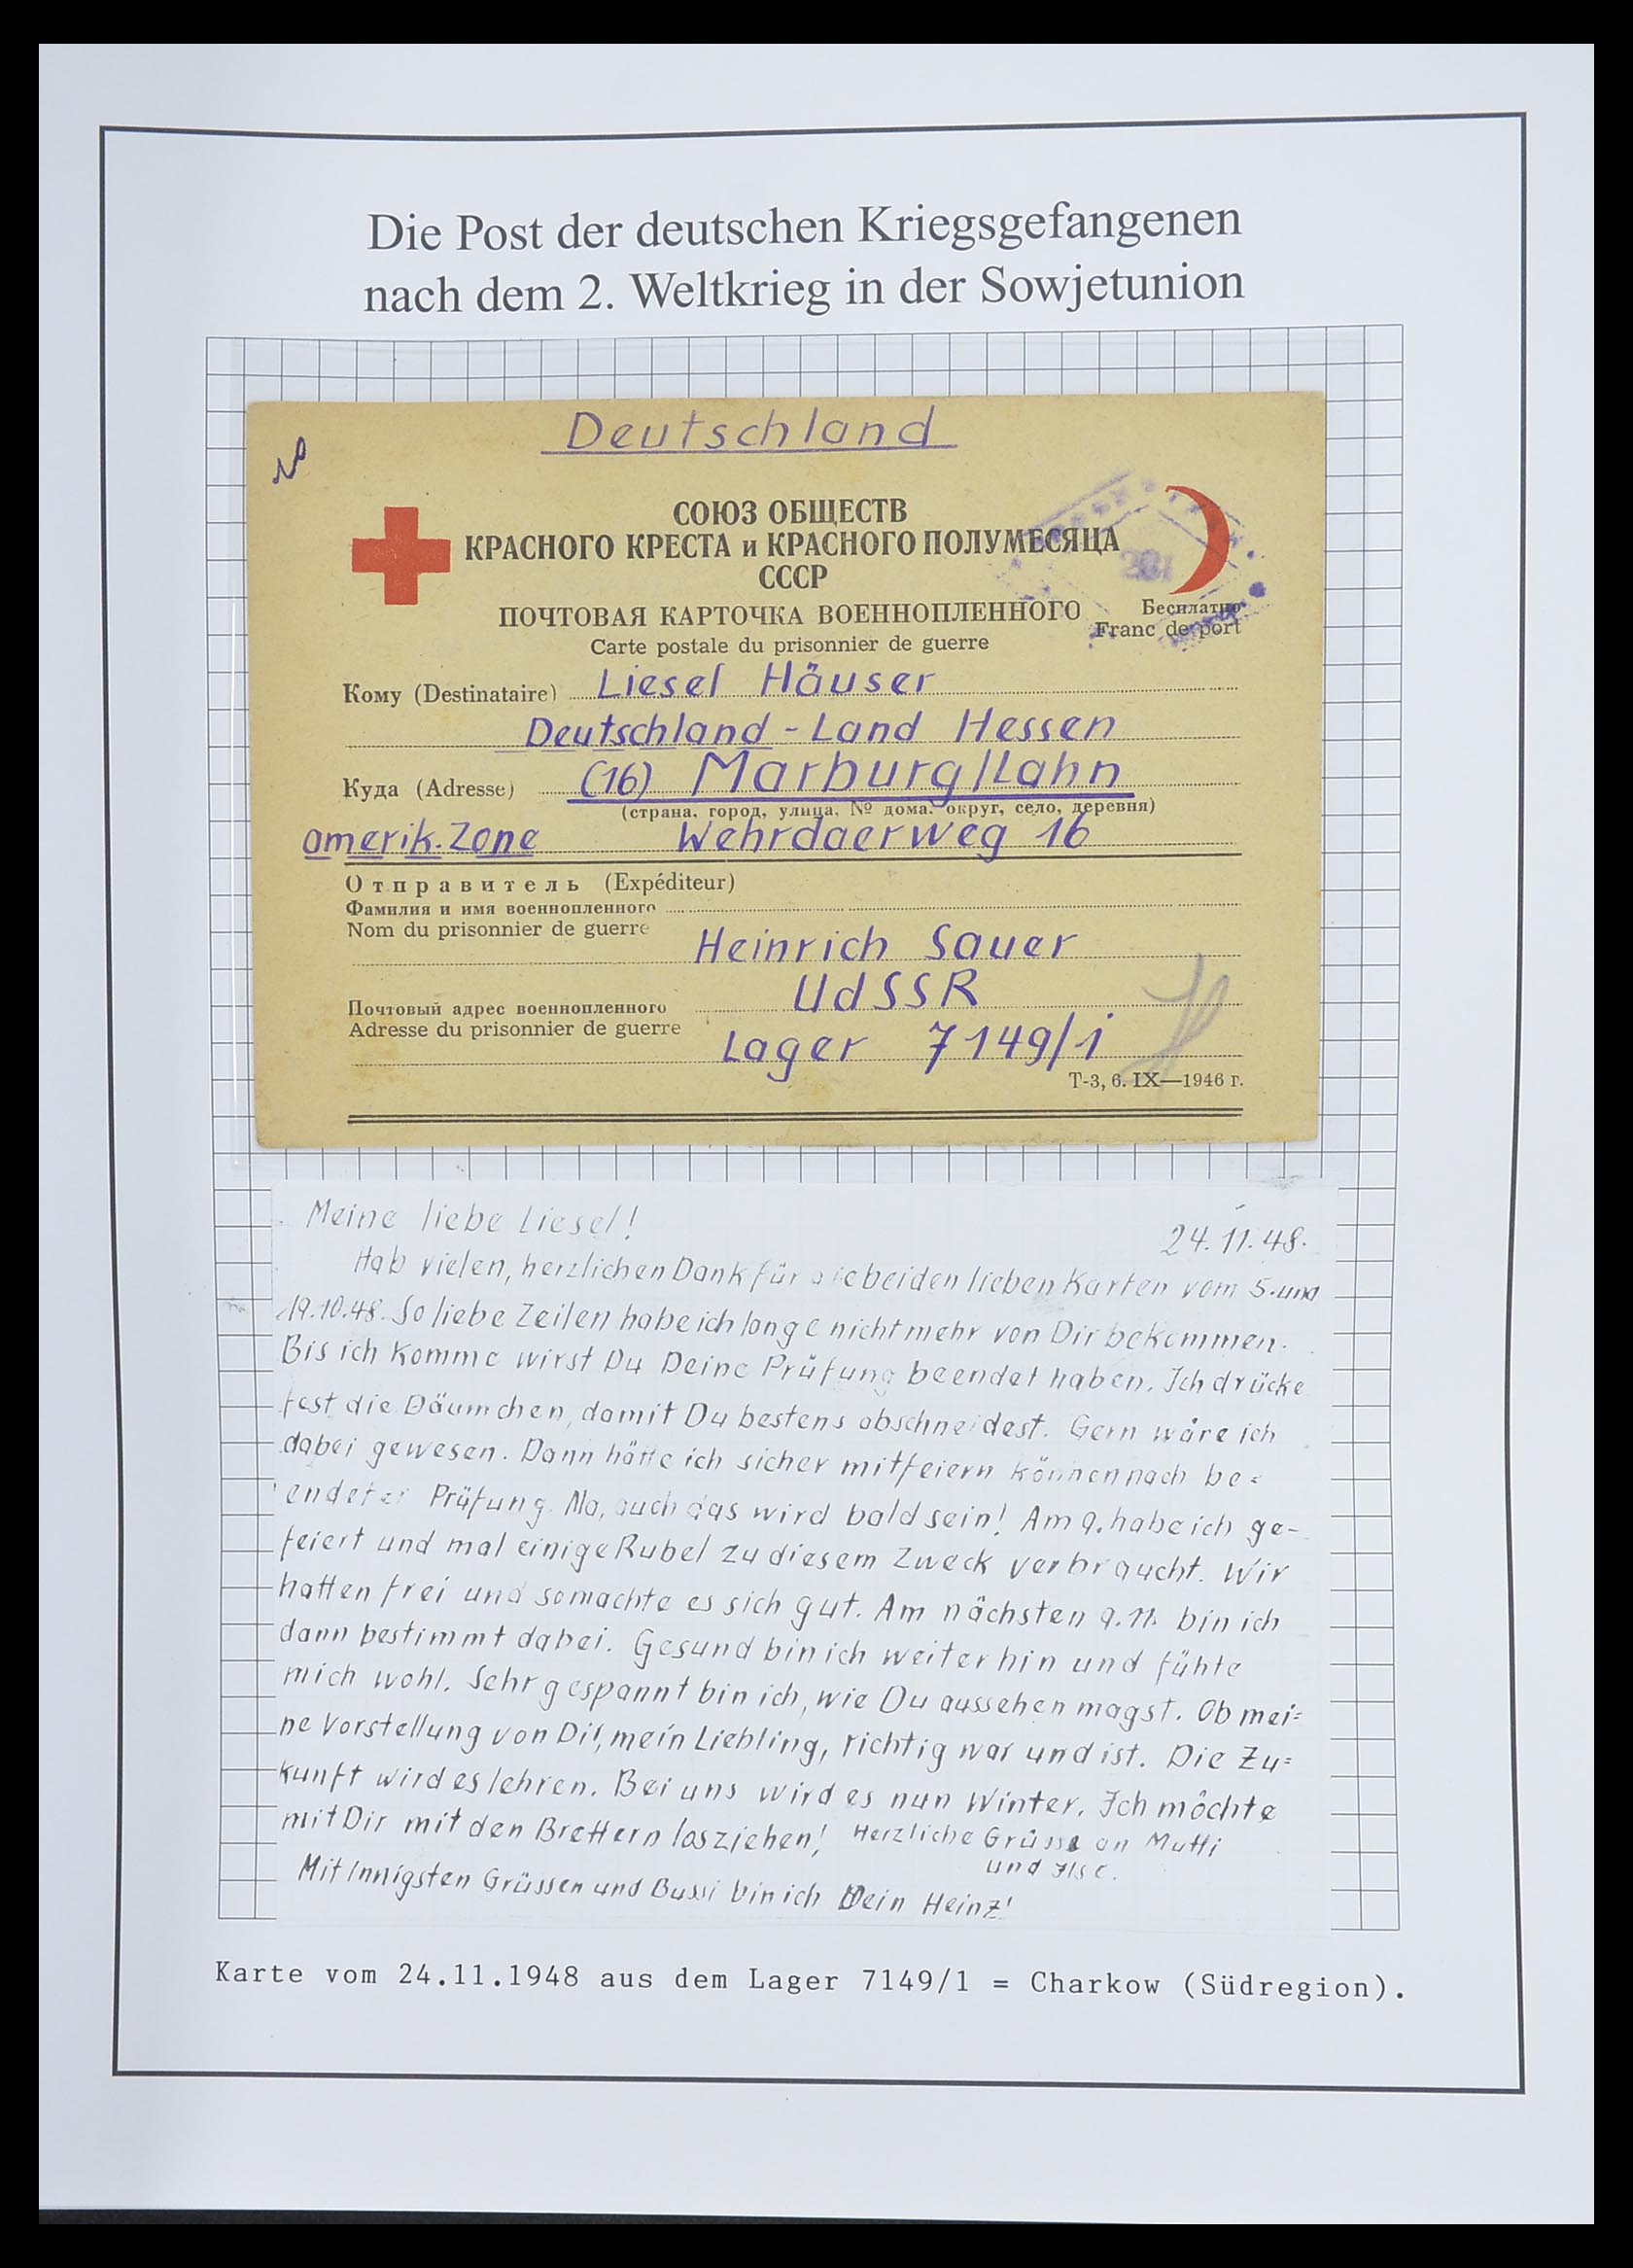 Die Post der deutschen Kriegsgefangenen
nach dem 2. Weltkrieg in der Sowjetunion
Deutschland
СОЮЗ ОБЩЕСТВ
КРАСНОГО КРЕСТА и КРАСНОГО ПОЛУМЕСЯЦА
СССР
ПОЧТОВАЯ КАРТОЧКА ВОЕННОПЛЕННОГО
Бесплатно
Carte postale du prisonnier de guerre
Franc de port
Кому (Destinataire) Liesel Häuser
Deutschland - Land Hessen
Куда (Adresse) (16) Marburg/Lahn
(страна, город, улица, № дома, округ, село, деревня)
amerik. Zone Wehrdaerweg 16
Отправитель (Expéditeur)
Фамилия и имя военнопленного
Nom du prisonnier de guerre
Heinrich Sauer
UdSSR
Почтовый адрес военнопленного
Adresse du prisonnier de guerre
Lager 7149/1
Т-3, 6. IX—1946 г.
Meine liebe Liesel!
24.11.48.
Hab vielen, herzlichen Dank für die beiden lieben Karten vom 5. und
19.10.48. So liebe Zeilen habe ich lange nicht mehr von Dir bekommen.
Bis ich komme wirst Du Deine Prüfung beendet haben. Ich drücke
fest die Däumchen, damit Du bestens abschneidest. Gern wäre ich
dabei gewesen. Dann hätte ich sicher mitfeiern können nach be=
endeter Prüfung. Na, auch das wird bald sein! Am 9. habe ich ge-
feiert und mal einige Rubel zu diesem Zweck verbraucht. Wir
hatten frei und so machte es sich gut. Am nächsten 9.11. bin ich
dann bestimmt dabei. Gesund bin ich weiterhin und fühle
mich wohl. Sehr gespannt bin ich, wie Du aussehen magst. Ob mei=
ne Vorstellung von Dir, mein Liebling, richtig war und ist. Die Zu=
kunft wird es lehren. Bei uns wird es nun Winter. Ich möchte
mit Dir mit den Brettern losziehen! Herzliche Grüsse an Mutti
und Ilse.
Mit Innigsten Grüssen und Bussi bin ich Dein Heinz!
Karte vom 24.11.1948 aus dem Lager 7149/1 = Charkow (Südregion).